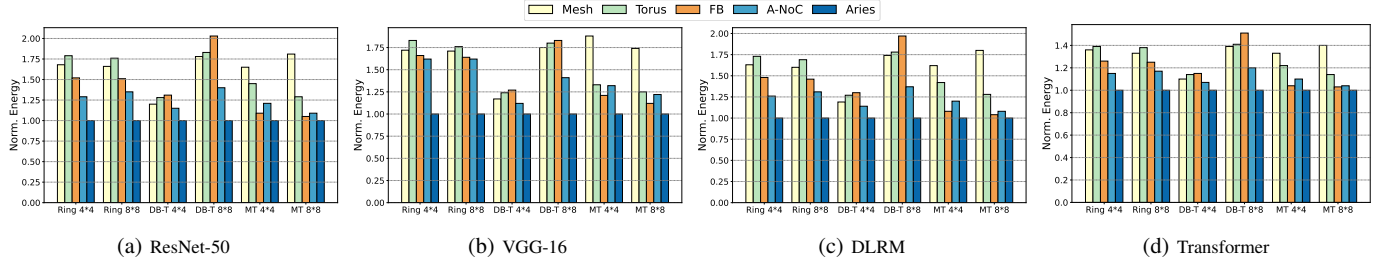 Mesh Torus FB A-NoC Aries
Norm. Energy
2.00
1.75
1.50
1.25
1.00
0.75
0.50
0.25
0.00
Ring 4*4 Ring 8*8 DB-T 4*4 DB-T 8*8 MT 4*4 MT 8*8
(a) ResNet-50
Norm. Energy
1.75
1.50
1.25
1.00
0.75
0.50
0.25
0.00
Ring 4*4 Ring 8*8 DB-T 4*4 DB-T 8*8 MT 4*4 MT 8*8
(b) VGG-16
Norm. Energy
2.00
1.75
1.50
1.25
1.00
0.75
0.50
0.25
0.00
Ring 4*4 Ring 8*8 DB-T 4*4 DB-T 8*8 MT 4*4 MT 8*8
(c) DLRM
Norm. Energy
1.4
1.2
1.0
0.8
0.6
0.4
0.2
0.0
Ring 4*4 Ring 8*8 DB-T 4*4 DB-T 8*8 MT 4*4 MT 8*8
(d) Transformer